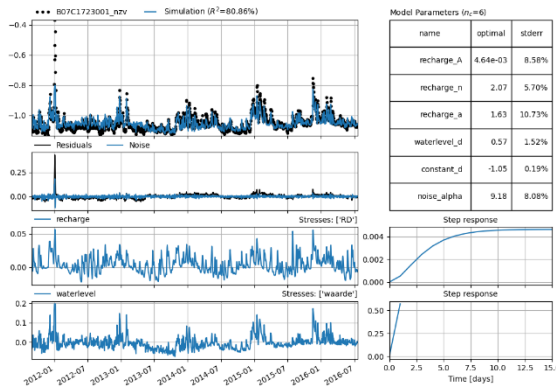 B07C1723001_nzv
Simulation (R²=80.86%)
−0.4
−0.6
−0.8
−1.0
Residuals
Noise
0.25
0.00
recharge
Stresses: ['RD']
0.05
0.00
waterlevel
Stresses: ['waarde']
0.2
0.1
0.0
2012-01
2012-07
2013-01
2013-07
2014-01
2014-07
2015-01
2015-07
2016-01
2016-07
Model Parameters (n_c=6)
name optimal stderr
recharge_A 4.64e-03 8.58%
recharge_n 2.07 5.70%
recharge_a 1.63 10.73%
waterlevel_d 0.57 1.52%
constant_d -1.05 0.19%
noise_alpha 9.18 8.08%
Step response
0.004
0.002
0.000
Step response
0.50
0.25
0.00
0.0 2.5 5.0 7.5 10.0 12.5 15.
Time [days]